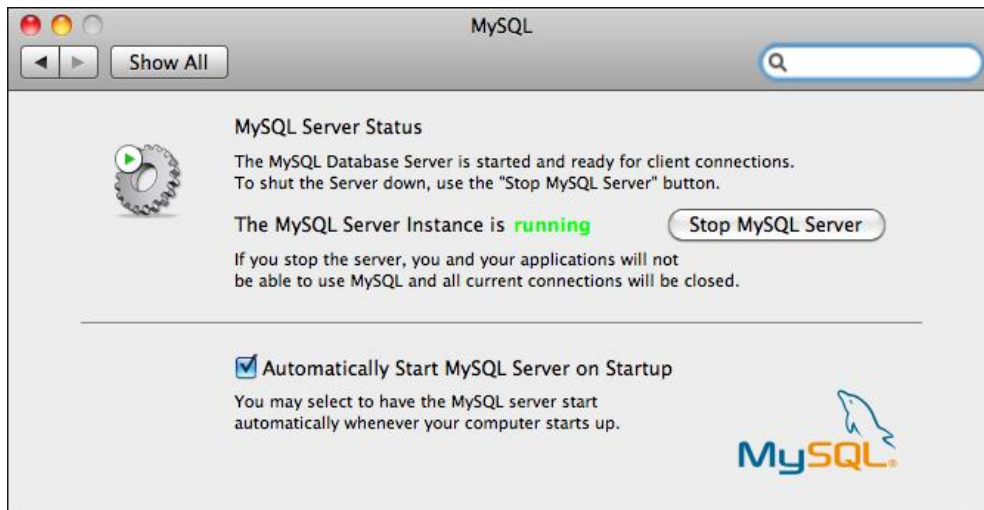 MySQL
Show All
MySQL Server Status
The MySQL Database Server is started and ready for client connections.
To shut the Server down, use the "Stop MySQL Server" button.
The MySQL Server Instance is running
Stop MySQL Server
If you stop the server, you and your applications will not
be able to use MySQL and all current connections will be closed.
Automatically Start MySQL Server on Startup
You may select to have the MySQL server start
automatically whenever your computer starts up.
MySQL®